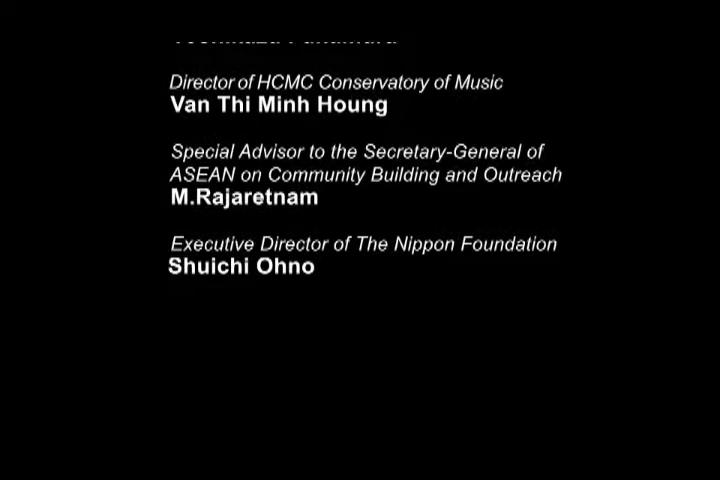 Director of HCMC Conservatory of Music
Van Thi Minh Houng
Special Advisor to the Secretary-General of
ASEAN on Community Building and Outreach
M.Rajaretnam
Executive Director of The Nippon Foundation
Shuichi Ohno